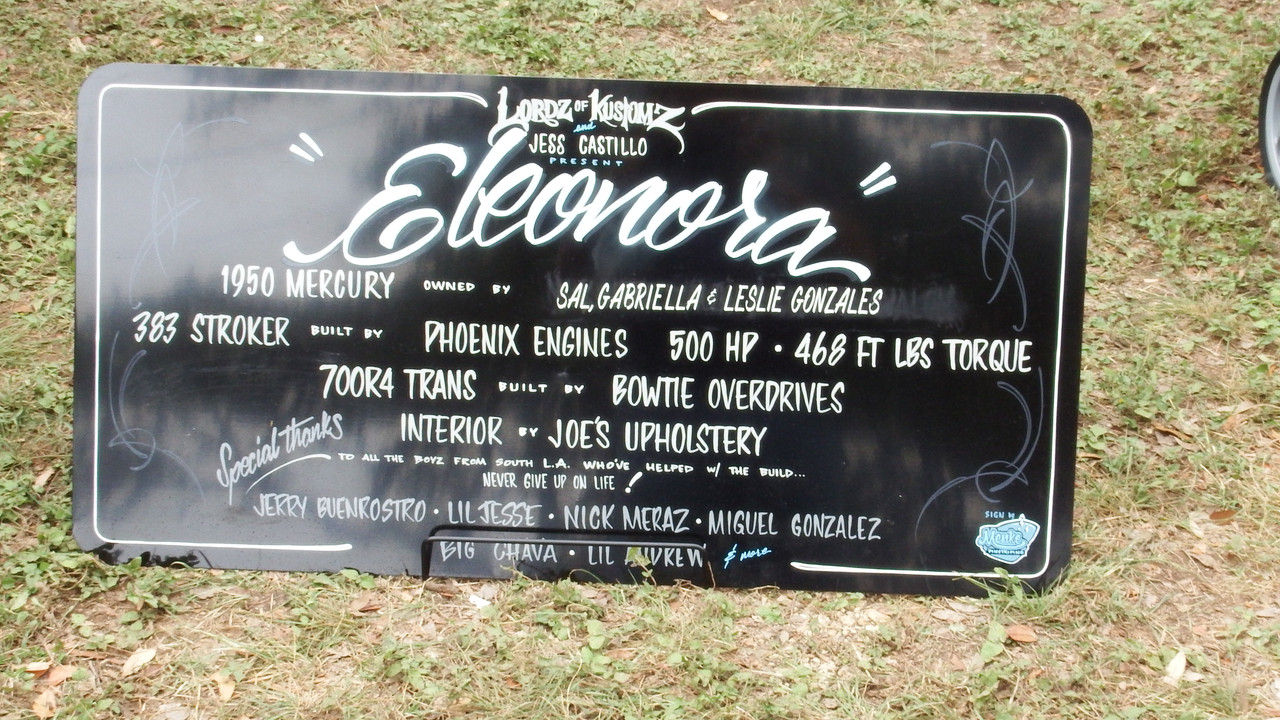 LORDZ OF KUSTOMZ
and
JESS CASTILLO
PRESENT
"Eleonora"
1950 MERCURY OWNED BY SAL, GABRIELLA & LESLIE GONZALES
383 STROKER BUILT BY PHOENIX ENGINES 500 HP · 468 FT LBS TORQUE
700R4 TRANS BUILT BY BOWTIE OVERDRIVES
INTERIOR BY JOE'S UPHOLSTERY
Special thanks TO ALL THE BOYZ FROM SOUTH L.A. WHO'VE HELPED W/ THE BUILD...
NEVER GIVE UP ON LIFE!
JERRY BUENROSTRO · LIL JESSE · NICK MERAZ · MIGUEL GONZALEZ
BIG CHAVA · LIL ANDREW & more
SIGN BY
Menke